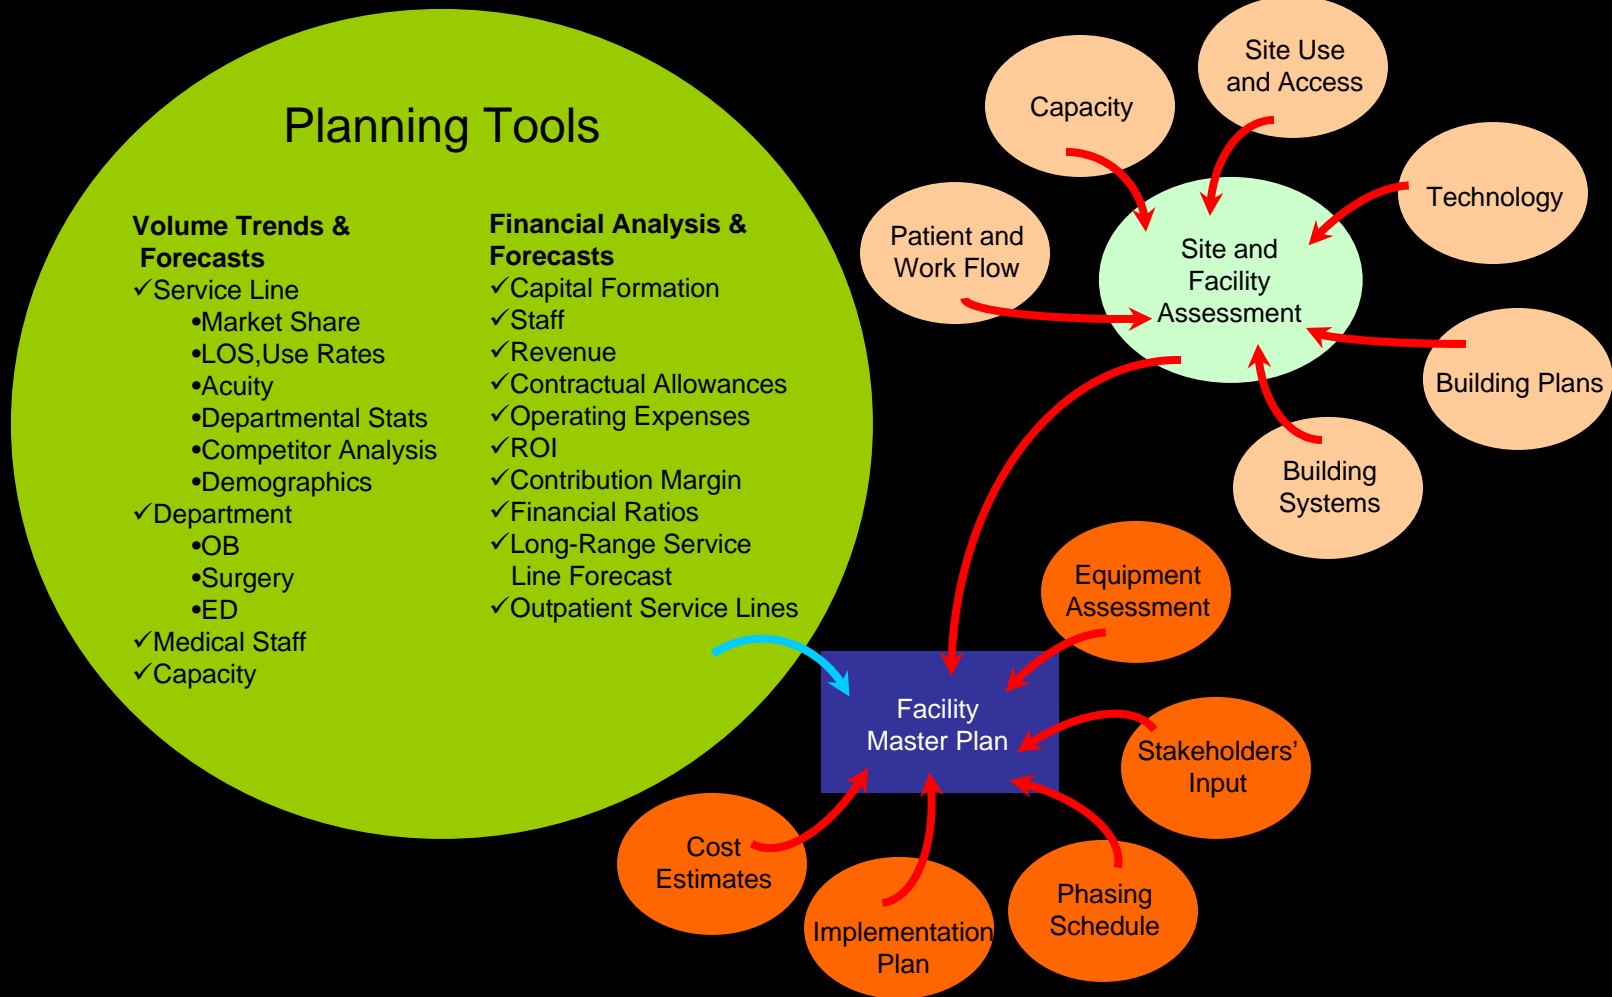 Planning Tools
Volume Trends &
Forecasts
✓Service Line
•Market Share
•LOS,Use Rates
•Acuity
•Departmental Stats
•Competitor Analysis
•Demographics
✓Department
•OB
•Surgery
•ED
✓Medical Staff
✓Capacity
Financial Analysis &
Forecasts
✓Capital Formation
✓Staff
✓Revenue
✓Contractual Allowances
✓Operating Expenses
✓ROI
✓Contribution Margin
✓Financial Ratios
✓Long-Range Service
Line Forecast
✓Outpatient Service Lines
Site Use
and Access
Capacity
Technology
Patient and
Work Flow
Site and
Facility
Assessment
Building Plans
Building
Systems
Equipment
Assessment
Facility
Master Plan
Stakeholders’
Input
Cost
Estimates
Implementation
Plan
Phasing
Schedule